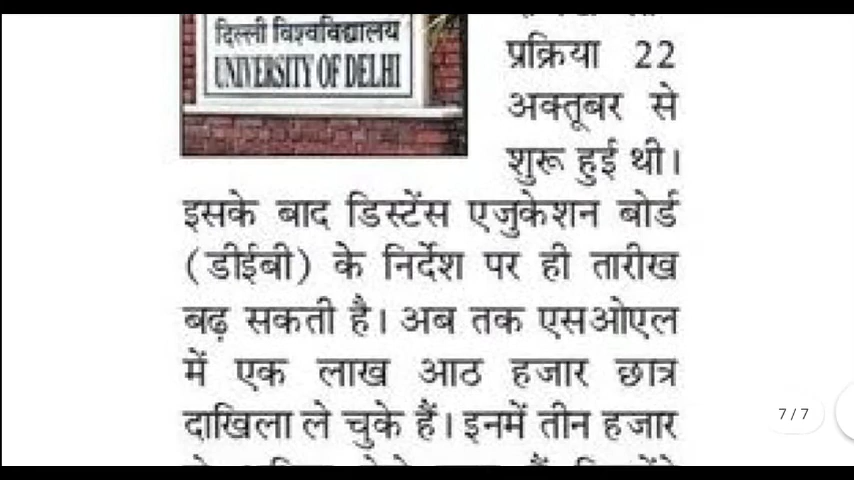 दिल्ली विश्वविद्यालय
UNIVERSITY OF DELHI
प्रक्रिया 22
अक्तूबर से
शुरू हुई थी।
इसके बाद डिस्टेंस एजुकेशन बोर्ड
(डीईबी) के निर्देश पर ही तारीख
बढ़ सकती है। अब तक एसओएल
में एक लाख आठ हजार छात्र
दाखिला ले चुके हैं। इनमें तीन हजार
7/7